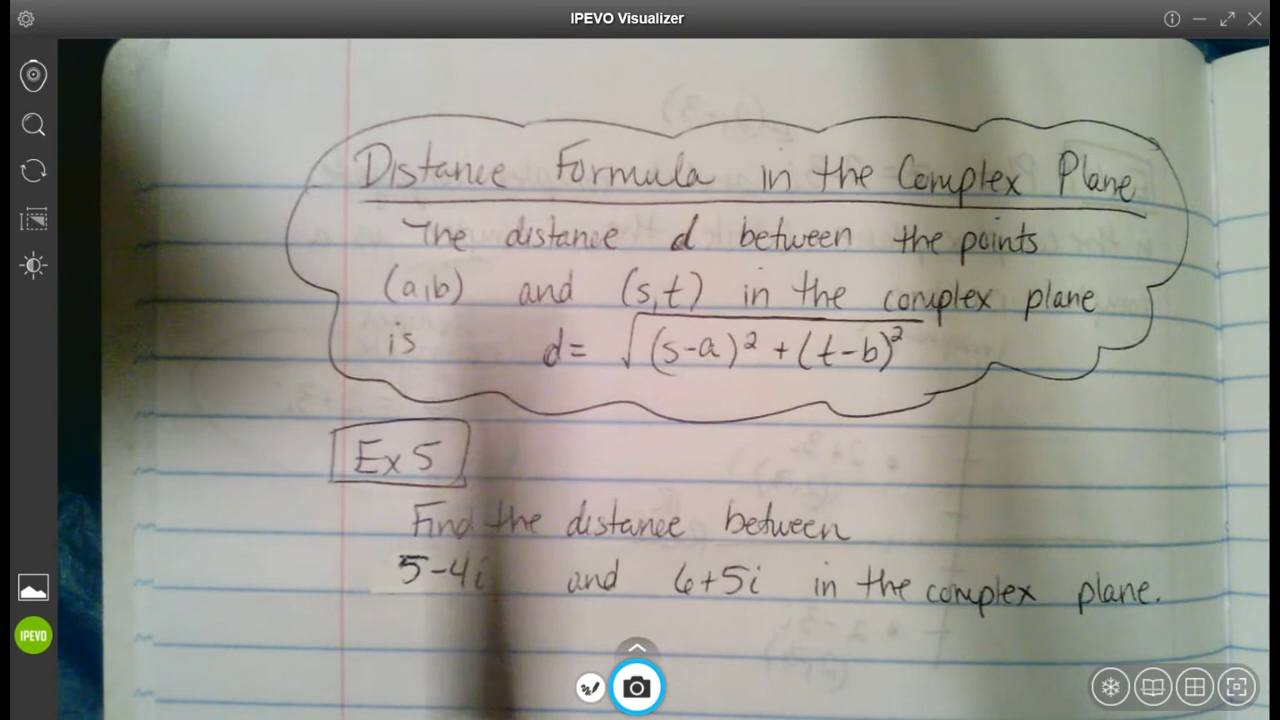 IPEVO Visualizer
Distance Formula in the Complex Plane
The distance d between the points
(a,b) and (s,t) in the complex plane
is d = √(s-a)² + (t-b)²
Ex 5
Find the distance between
5-4i and 6+5i in the complex plane.
IPEVO